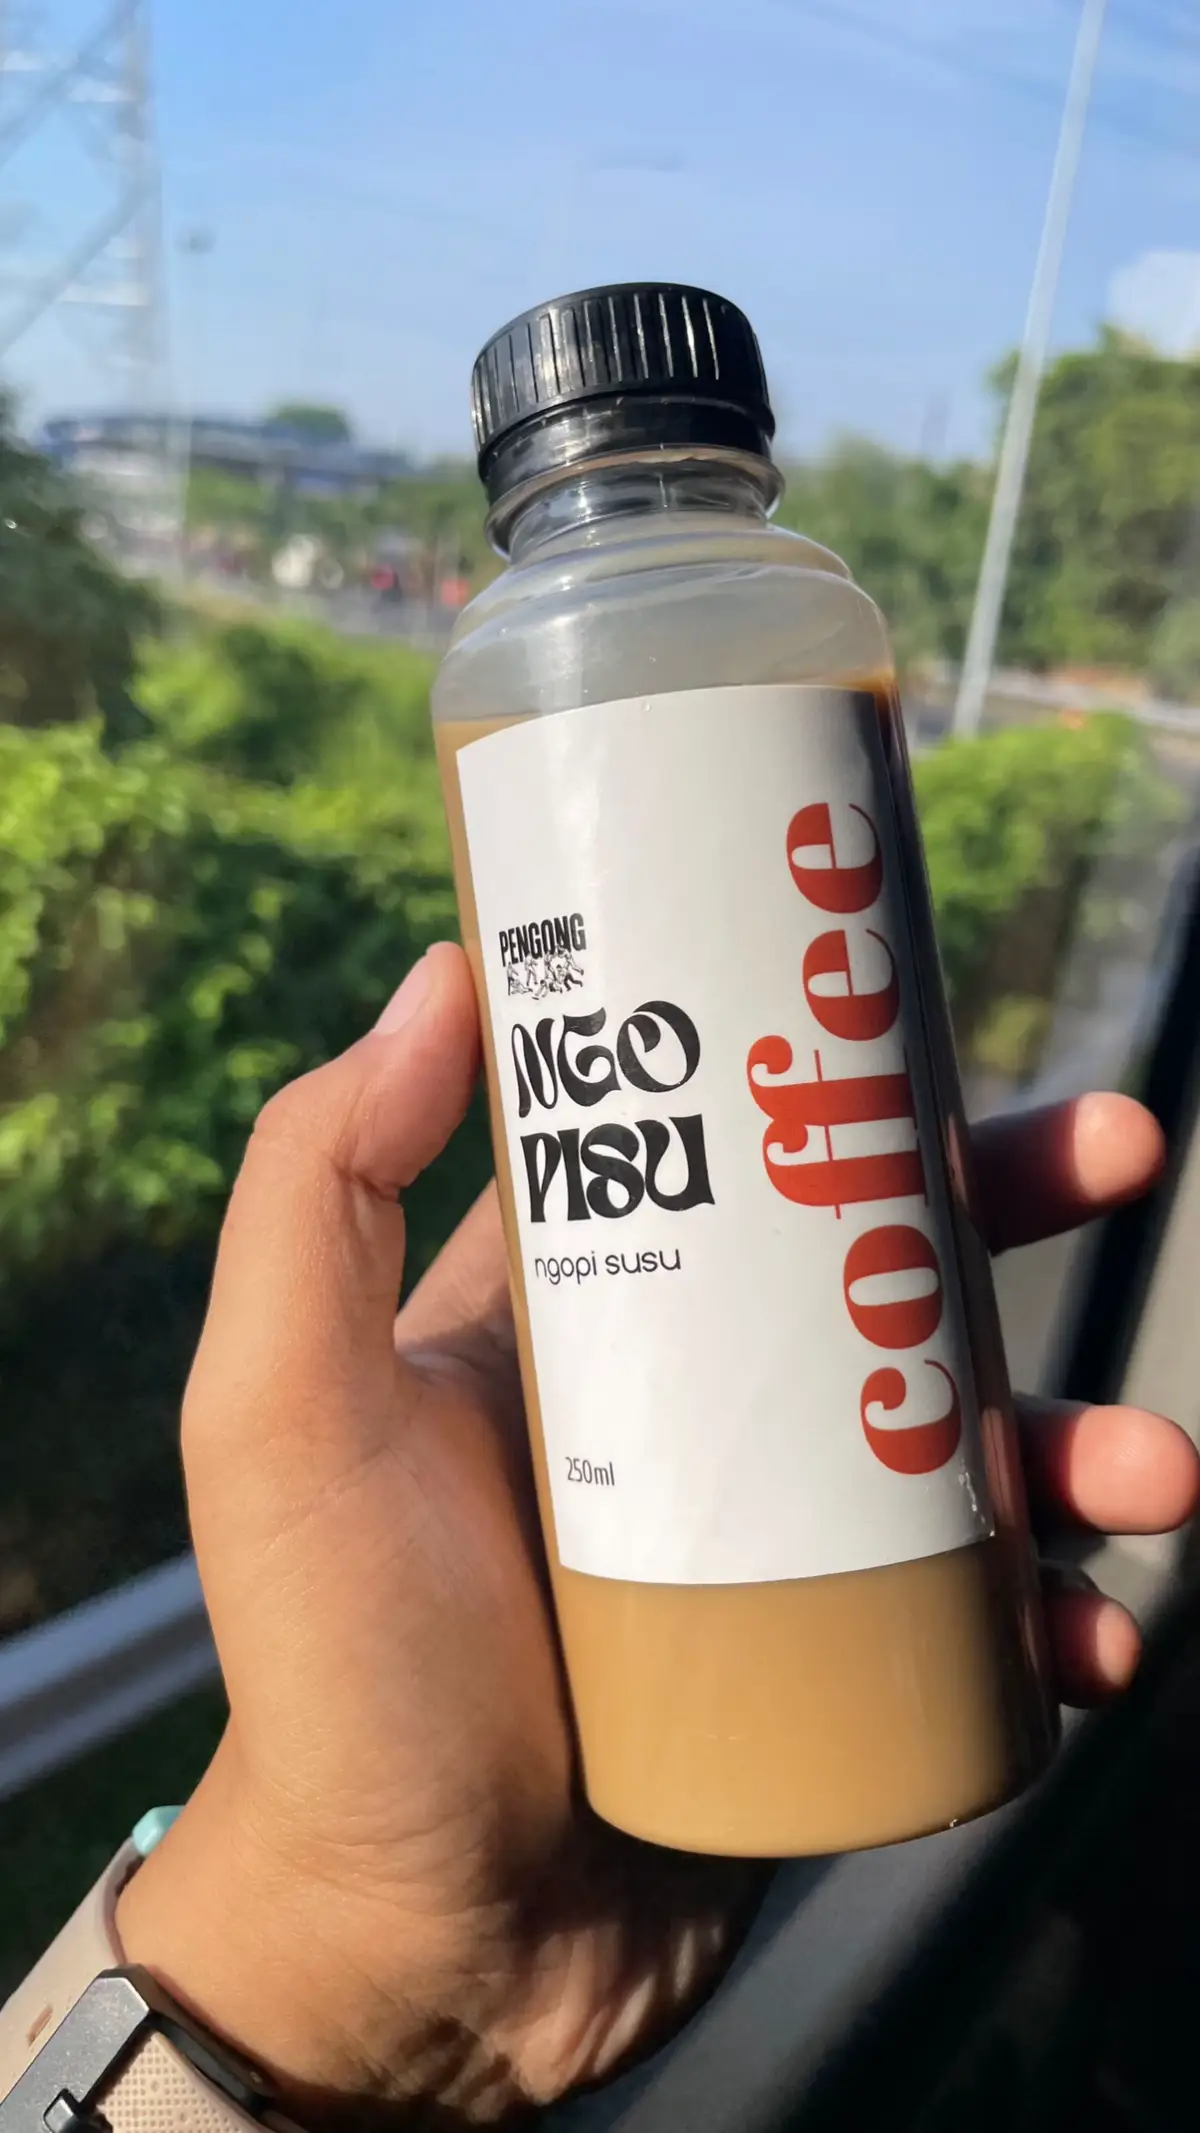 PENGONG
NGO
PISU
ngopi susu
250ml
coffee